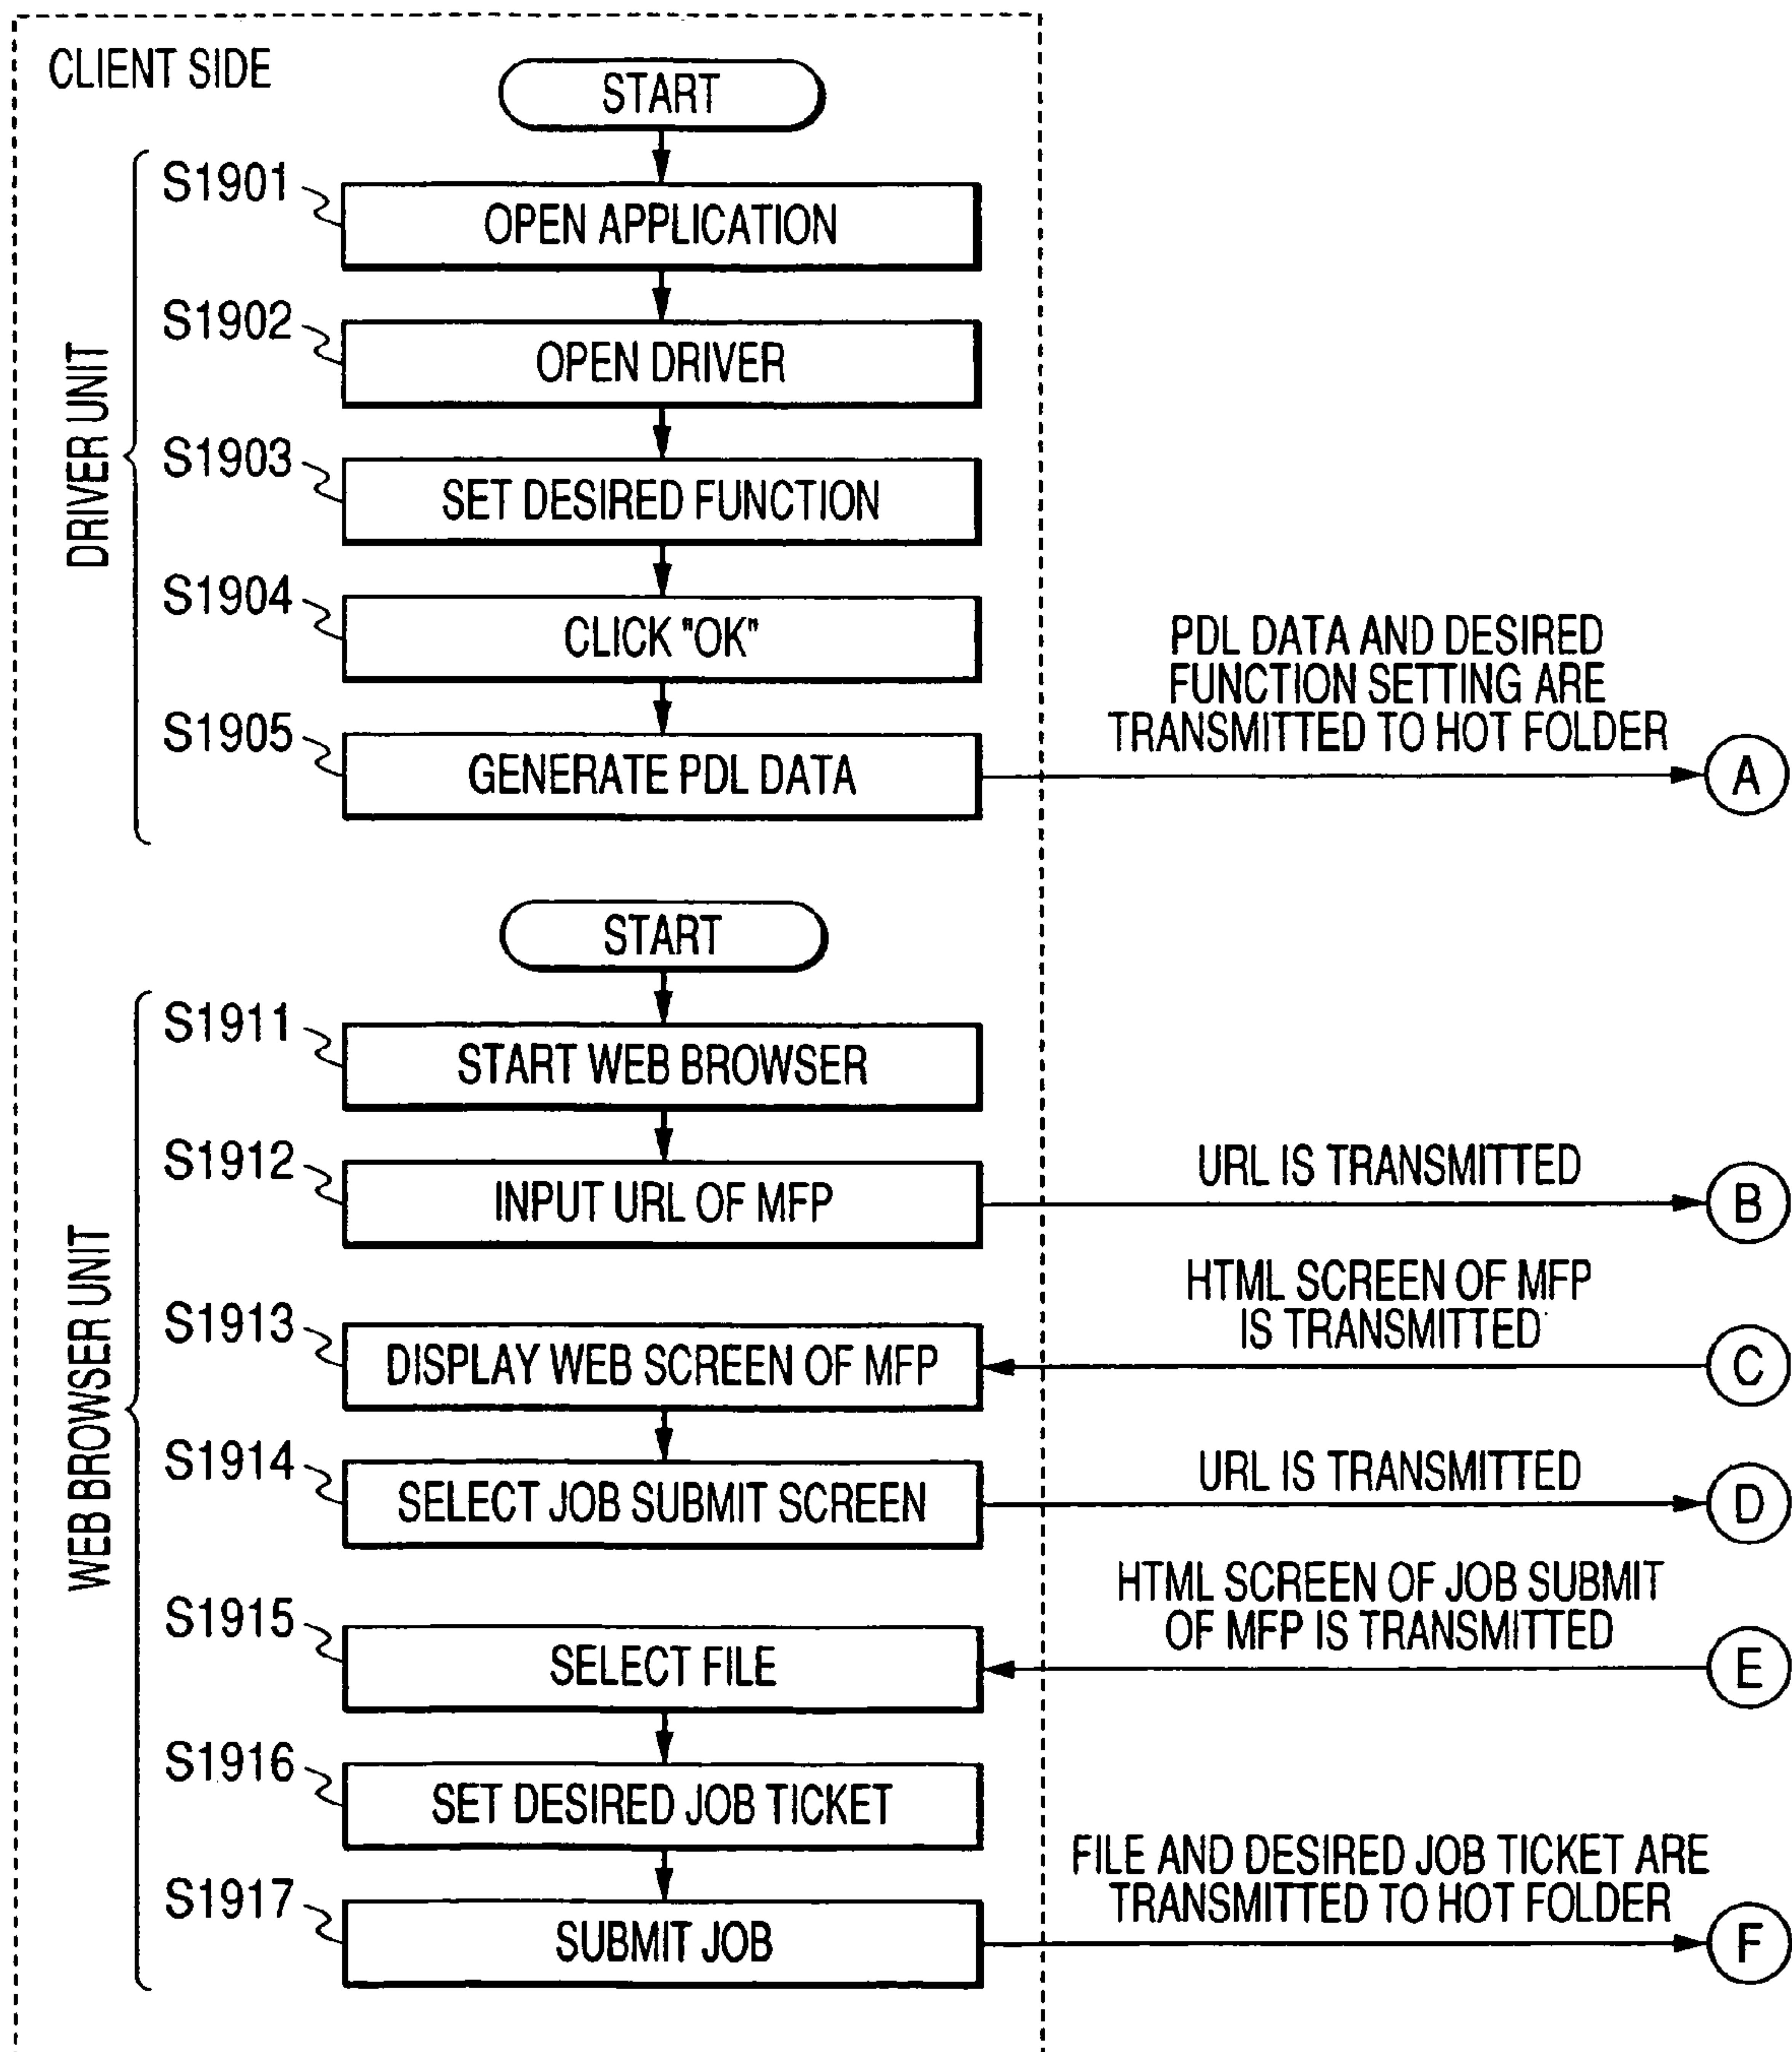 CLIENT SIDE
START
DRIVER UNIT
S1901
OPEN APPLICATION
S1902
OPEN DRIVER
S1903
SET DESIRED FUNCTION
S1904
CLICK "OK"
S1905
GENERATE PDL DATA
PDL DATA AND DESIRED
FUNCTION SETTING ARE
TRANSMITTED TO HOT FOLDER
A
START
WEB BROWSER UNIT
S1911
START WEB BROWSER
S1912
INPUT URL OF MFP
URL IS TRANSMITTED
B
S1913
DISPLAY WEB SCREEN OF MFP
HTML SCREEN OF MFP
IS TRANSMITTED
C
S1914
SELECT JOB SUBMIT SCREEN
URL IS TRANSMITTED
D
S1915
SELECT FILE
HTML SCREEN OF JOB SUBMIT
OF MFP IS TRANSMITTED
E
S1916
SET DESIRED JOB TICKET
S1917
SUBMIT JOB
FILE AND DESIRED JOB TICKET ARE
TRANSMITTED TO HOT FOLDER
F